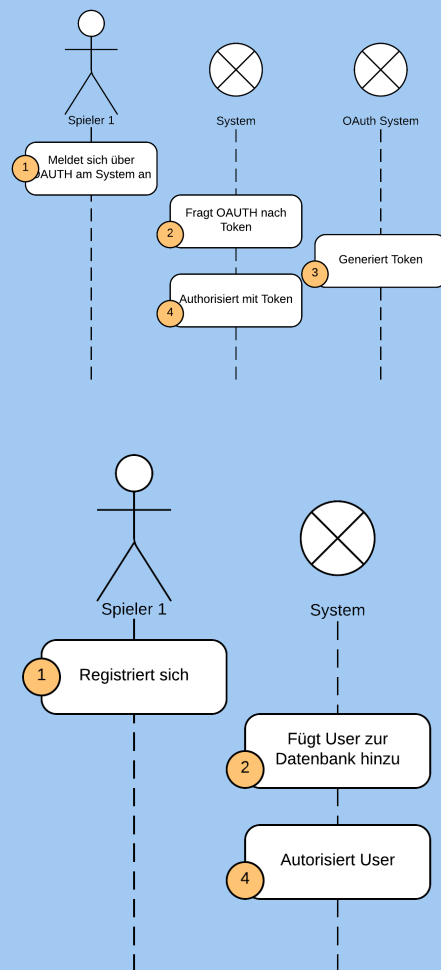 Spieler 1
System
OAuth System
1
Meldet sich über
OAUTH am System an
2
Fragt OAUTH nach
Token
3
Generiert Token
4
Authorisiert mit Token
Spieler 1
System
1
Registriert sich
2
Fügt User zur
Datenbank hinzu
4
Autorisiert User